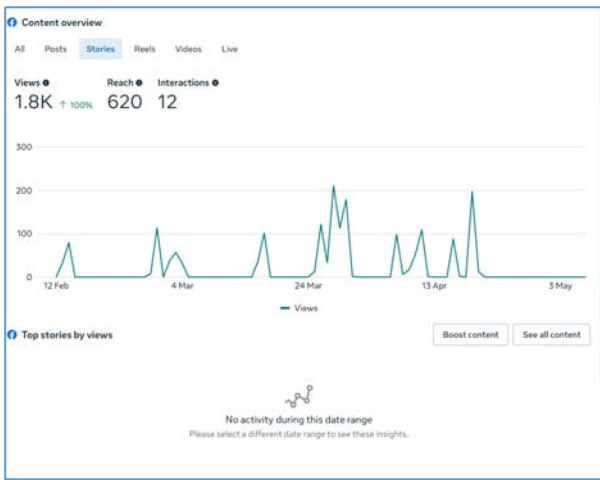 Content overview
All Posts Stories Reels Videos Live
Views Reach Interactions
1.8K ↑ 100% 620 12
300
200
100
0
12 Feb 4 Mar 24 Mar 13 Apr 3 May
Views
Top stories by views Boost content See all content
No activity during this date range
Please select a different date range to see these insights.